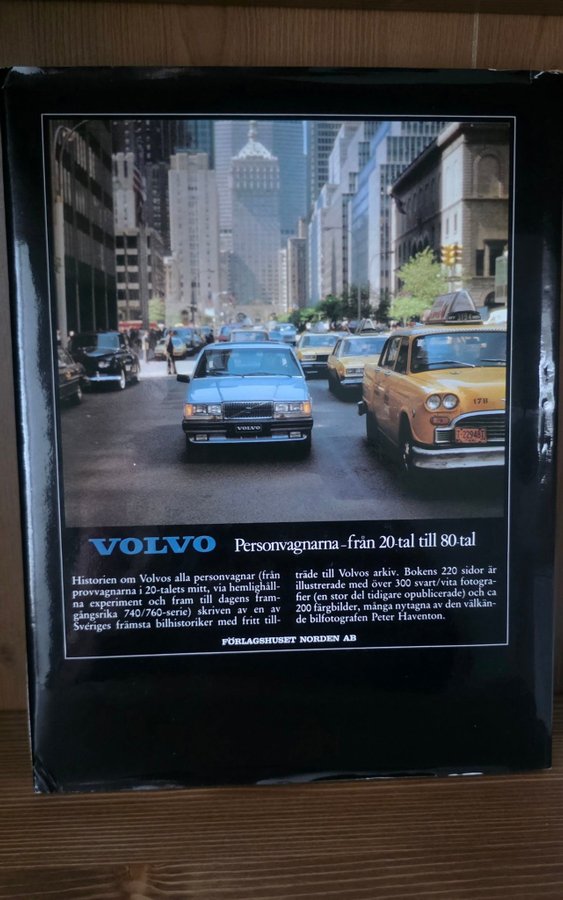 178
VOLVO
VOLVO Personvagnarna–från 20-tal till 80-tal
Historien om Volvos alla personvagnar (från
provvagnarna i 20-talets mitt, via hemlighåll-
na experiment och fram till dagens fram-
gångsrika 740/760-serie) skriven av en av
Sveriges främsta bilhistoriker med fritt till-
träde till Volvos arkiv. Bokens 220 sidor är
illustrerade med över 300 svart/vita fotogra-
fier (en stor del tidigare opublicerade) och ca
200 färgbilder, många nytagna av den välkän-
de bilfotografen Peter Haventon.
FÖRLAGSHUSET NORDEN AB